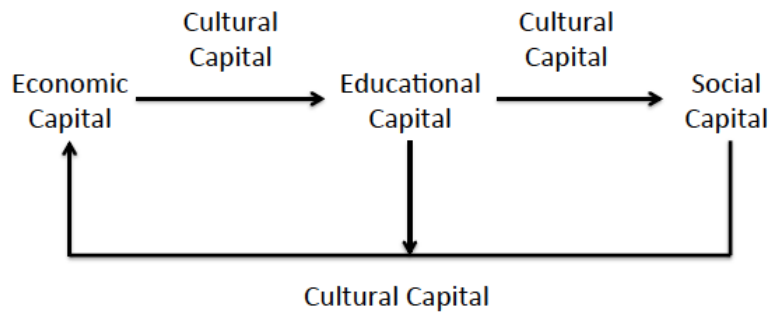 Cultural
Capital
Cultural
Capital
Economic
Capital
Educational
Capital
Social
Capital
Cultural Capital